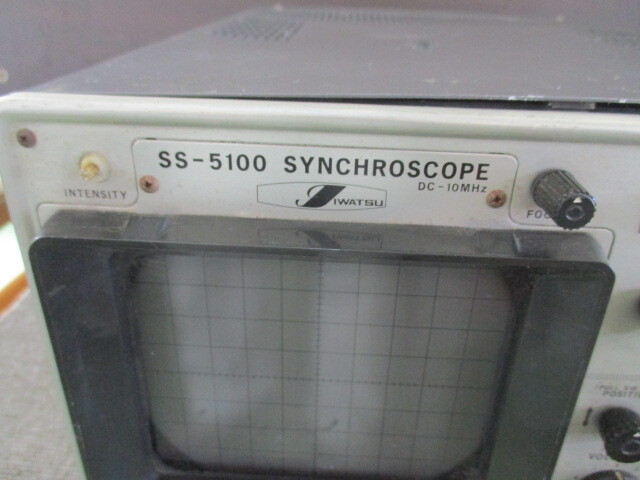 SS-5100 SYNCHROSCOPE
DC-10MHz
IWATSU
INTENSITY